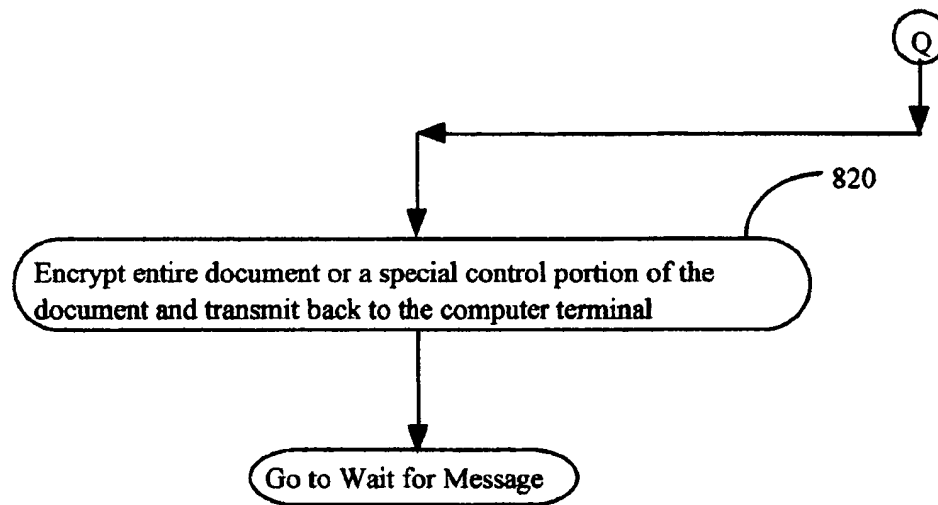 Q
820
Encrypt entire document or a special control portion of the
document and transmit back to the computer terminal
Go to Wait for Message